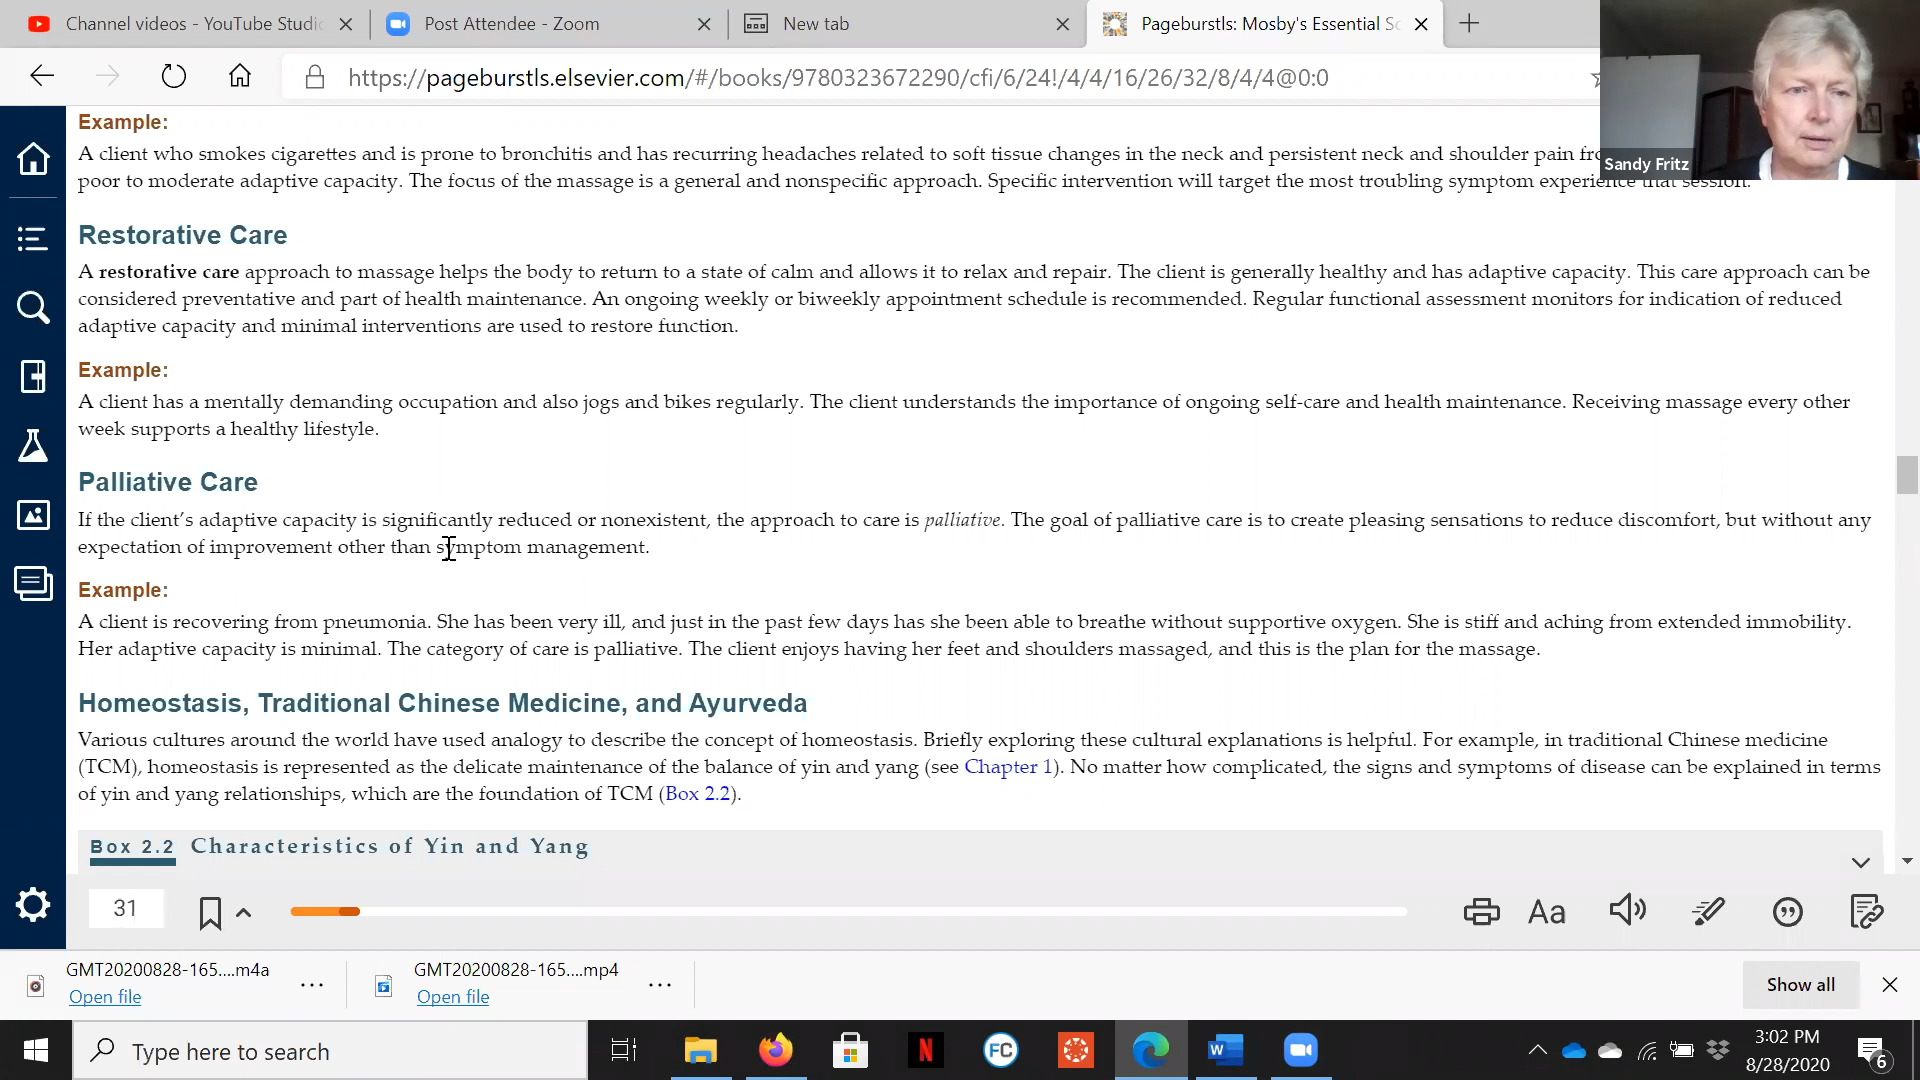 Channel videos - YouTube Studi
Post Attendee - Zoom
New tab
Pageburstls: Mosby's Essential Sc
https://pageburstls.elsevier.com/#/books/9780323672290/cfi/6/24!/4/4/16/26/32/8/4/4@0:0
Sandy Fritz
Example:
A client who smokes cigarettes and is prone to bronchitis and has recurring headaches related to soft tissue changes in the neck and persistent neck and shoulder pain
poor to moderate adaptive capacity. The focus of the massage is a general and nonspecific approach. Specific intervention will target the most troubling symptom experience that session.
Restorative Care
A restorative care approach to massage helps the body to return to a state of calm and allows it to relax and repair. The client is generally healthy and has adaptive capacity. This care approach can be
considered preventative and part of health maintenance. An ongoing weekly or biweekly appointment schedule is recommended. Regular functional assessment monitors for indication of reduced
adaptive capacity and minimal interventions are used to restore function.
Example:
A client has a mentally demanding occupation and also jogs and bikes regularly. The client understands the importance of ongoing self-care and health maintenance. Receiving massage every other
week supports a healthy lifestyle.
Palliative Care
If the client's adaptive capacity is significantly reduced or nonexistent, the approach to care is palliative. The goal of palliative care is to create pleasing sensations to reduce discomfort, but without any
expectation of improvement other than symptom management.
Example:
A client is recovering from pneumonia. She has been very ill, and just in the past few days has she been able to breathe without supportive oxygen. She is stiff and aching from extended immobility.
Her adaptive capacity is minimal. The category of care is palliative. The client enjoys having her feet and shoulders massaged, and this is the plan for the massage.
Homeostasis, Traditional Chinese Medicine, and Ayurveda
Various cultures around the world have used analogy to describe the concept of homeostasis. Briefly exploring these cultural explanations is helpful. For example, in traditional Chinese medicine
(TCM), homeostasis is represented as the delicate maintenance of the balance of yin and yang (see Chapter 1). No matter how complicated, the signs and symptoms of disease can be explained in terms
of yin and yang relationships, which are the foundation of TCM (Box 2.2).
Box 2.2 Characteristics of Yin and Yang
31
Aa
GMT20200828-165....m4a
Open file
GMT20200828-165....mp4
Open file
Show all
Type here to search
N
FC
W
3:02 PM
8/28/2020
6